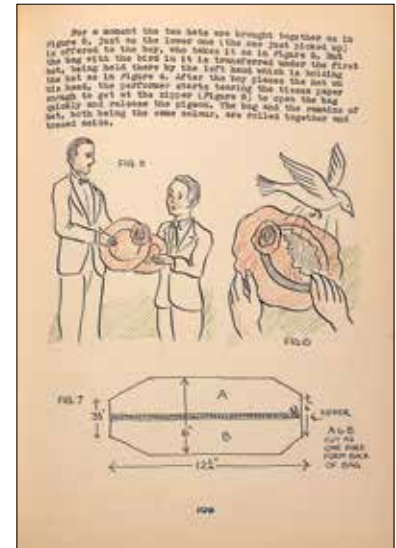 For a moment the two hats are brought together as in
Figure 5, just as the lower one (the one just picked up)
is offered to the boy, who takes it as in Figure 5. But
the bag with the bird in it is transferred under the first
hat, being held there by the left hand which is holding
the hat as in Figure 4. After the boy places the hat on
his head, the performer starts tearing the tissue paper
enough to get at the zipper (Figure 6) to open the bag
quickly and release the pigeon. The bag and the remains of
hat, both being the same colour, are rolled together and
tossed aside.
FIG. 5
FIG. 6
FIG. 7
A
B
6"
12½"
ZIPPER
A & B
CUT AS
ONE PIECE
FORM BACK
OF BAG